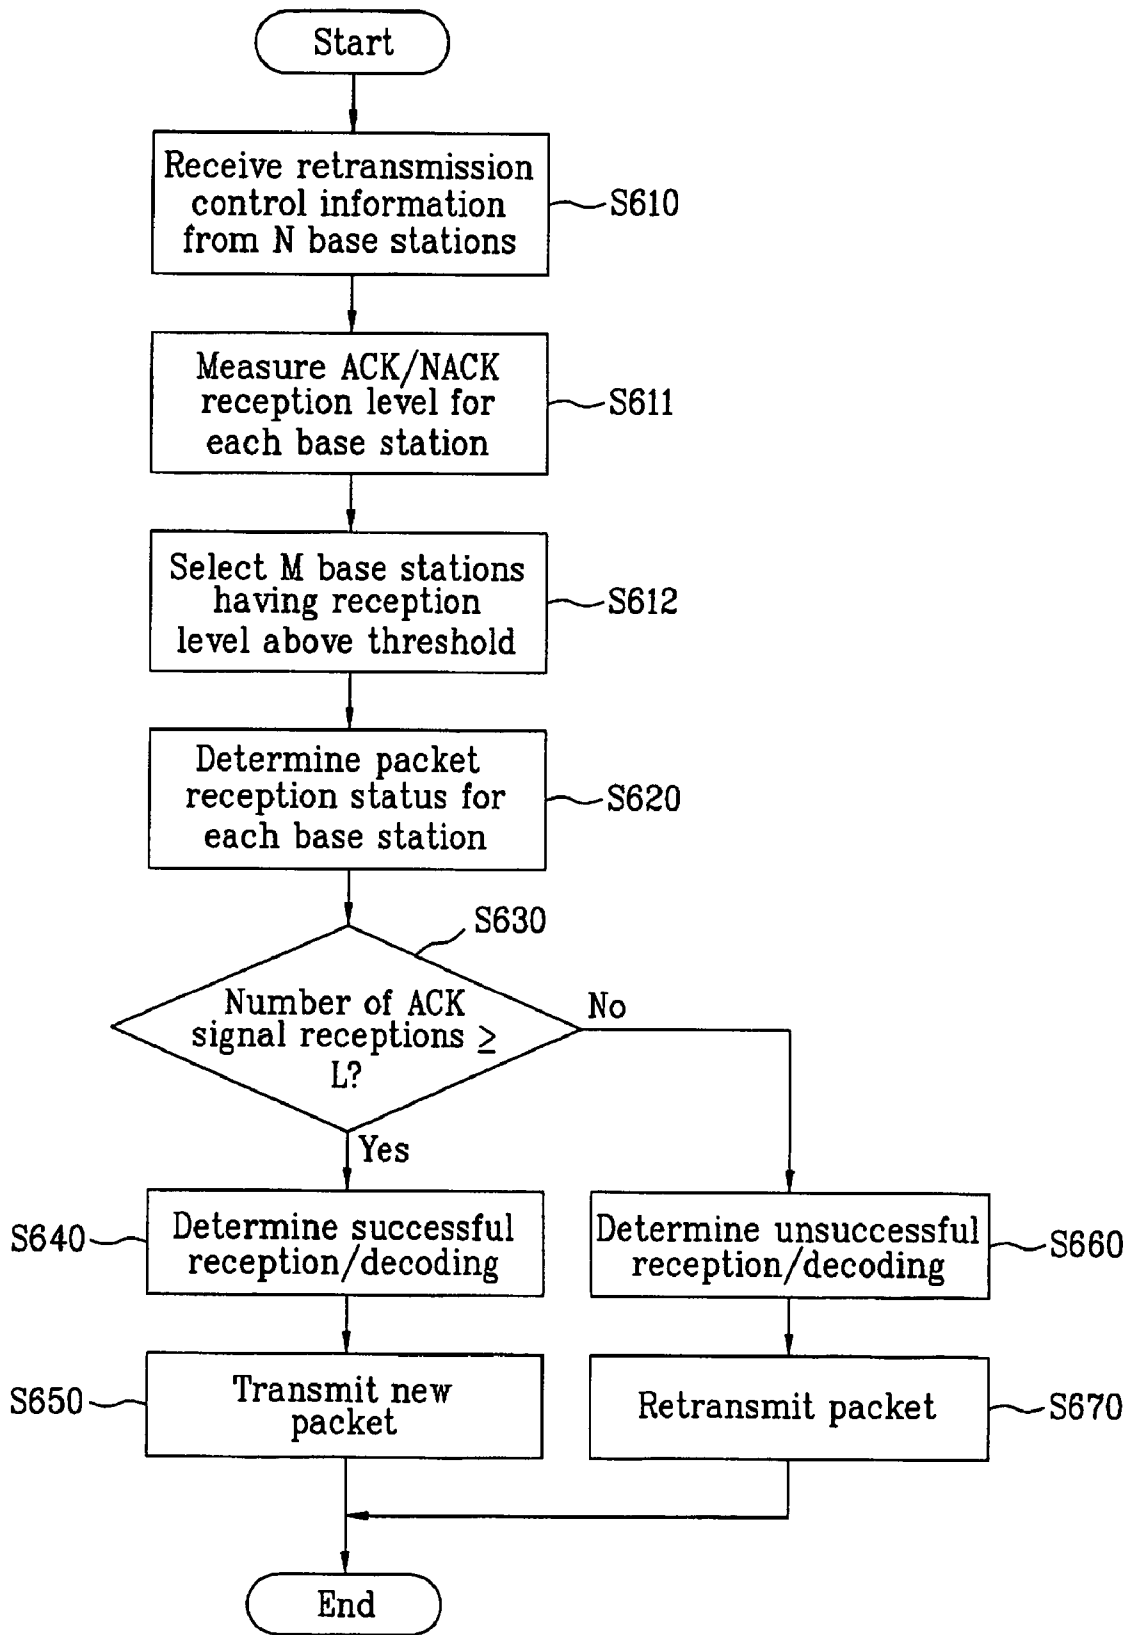 Start
Receive retransmission
control information
from N base stations
S610
Measure ACK/NACK
reception level for
each base station
S611
Select M base stations
having reception
level above threshold
S612
Determine packet
reception status for
each base station
S620
S630
Number of ACK
signal receptions ≥
L?
No
Yes
S640
Determine successful
reception/decoding
Determine unsuccessful
reception/decoding
S660
S650
Transmit new
packet
Retransmit packet
S670
End